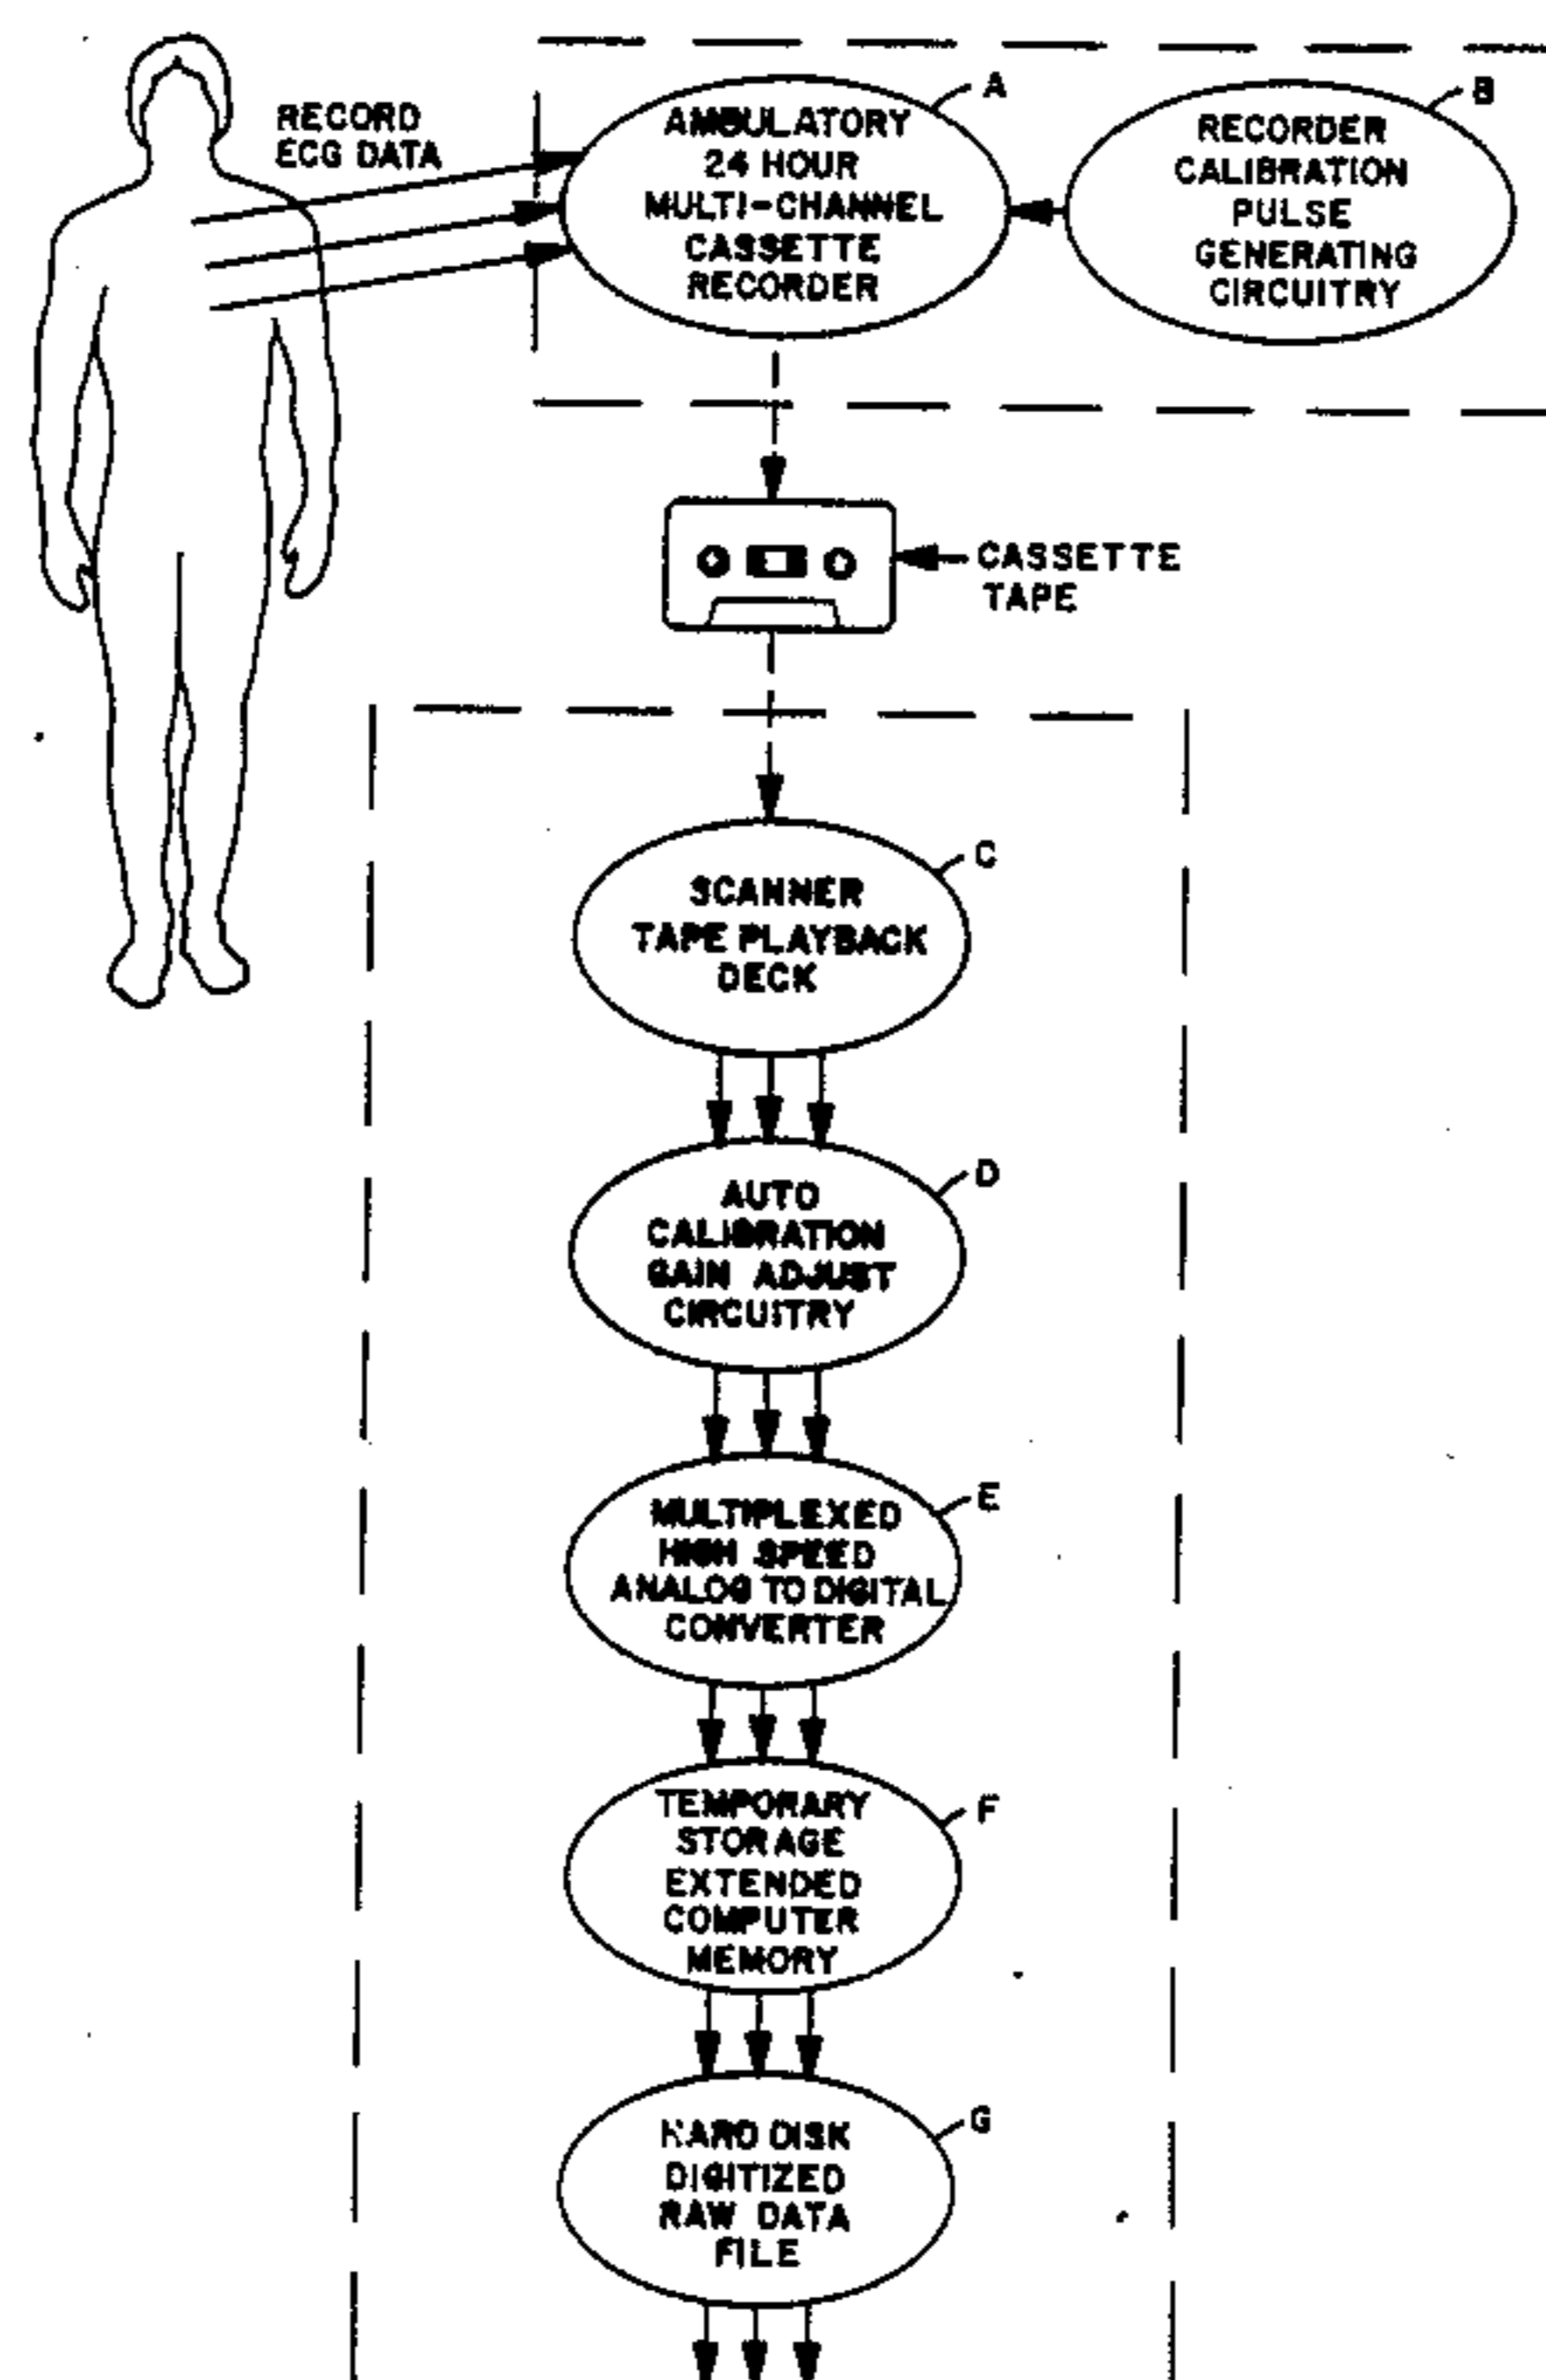 RECORD
ECG DATA
A
AMBULATORY
24 HOUR
MULTI-CHANNEL
CASSETTE
RECORDER
B
RECORDER
CALIBRATION
PULSE
GENERATING
CIRCUITRY
CASSETTE
TAPE
C
SCANNER
TAPE PLAYBACK
DECK
D
AUTO
CALIBRATION
GAIN ADJUST
CIRCUITRY
E
MULTIPLEXED
HIGH SPEED
ANALOG TO DIGITAL
CONVERTER
F
TEMPORARY
STORAGE
EXTENDED
COMPUTER
MEMORY
G
HARD DISK
DIGITIZED
RAW DATA
FILE